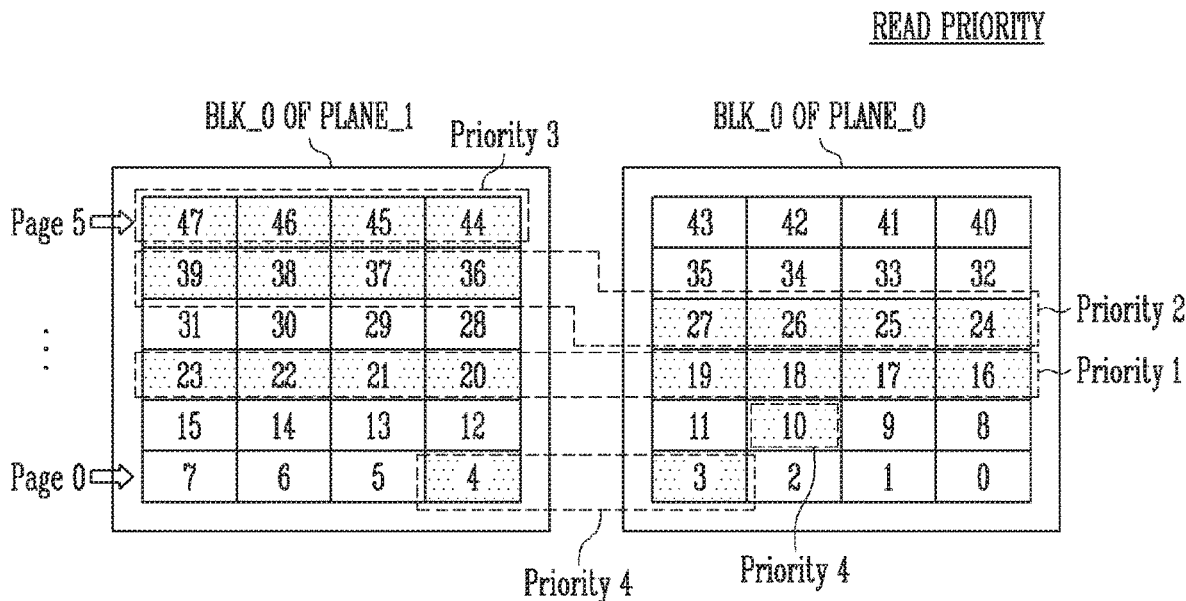 READ PRIORITY
BLK_0 OF PLANE_1
BLK_0 OF PLANE_0
Priority 3
Page 5
47 46 45 44
43 42 41 40
39 38 37 36
35 34 33 32
Priority 2
31 30 29 28
27 26 25 24
23 22 21 20
19 18 17 16
Priority 1
15 14 13 12
11 10 9 8
Page 0
7 6 5 4
3 2 1 0
Priority 4
Priority 4